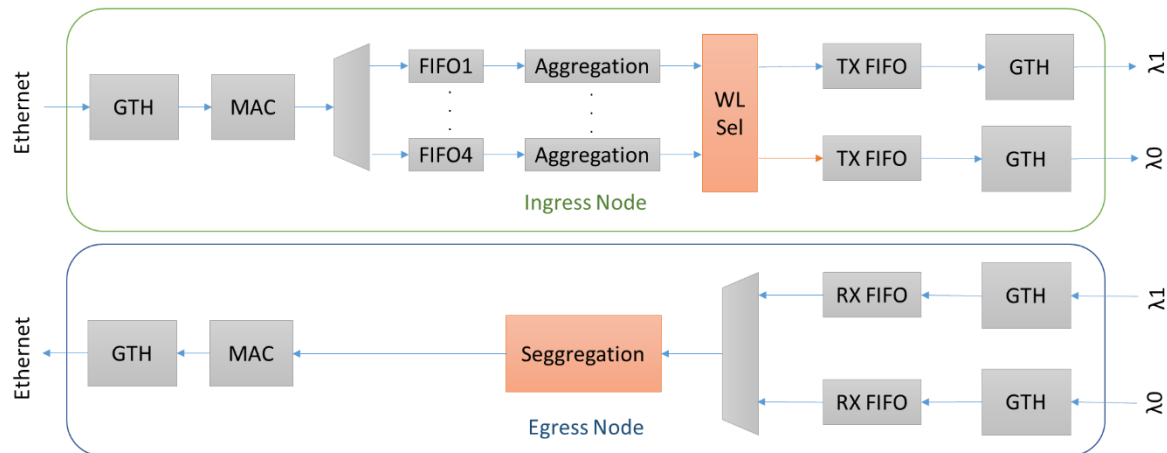 Ethernet
GTH
MAC
FIFO1
Aggregation
WL
Sel
TX FIFO
GTH
λ1
FIFO4
Aggregation
TX FIFO
GTH
λ0
Ingress Node
Ethernet
GTH
MAC
Seggregation
RX FIFO
GTH
λ1
RX FIFO
GTH
λ0
Egress Node